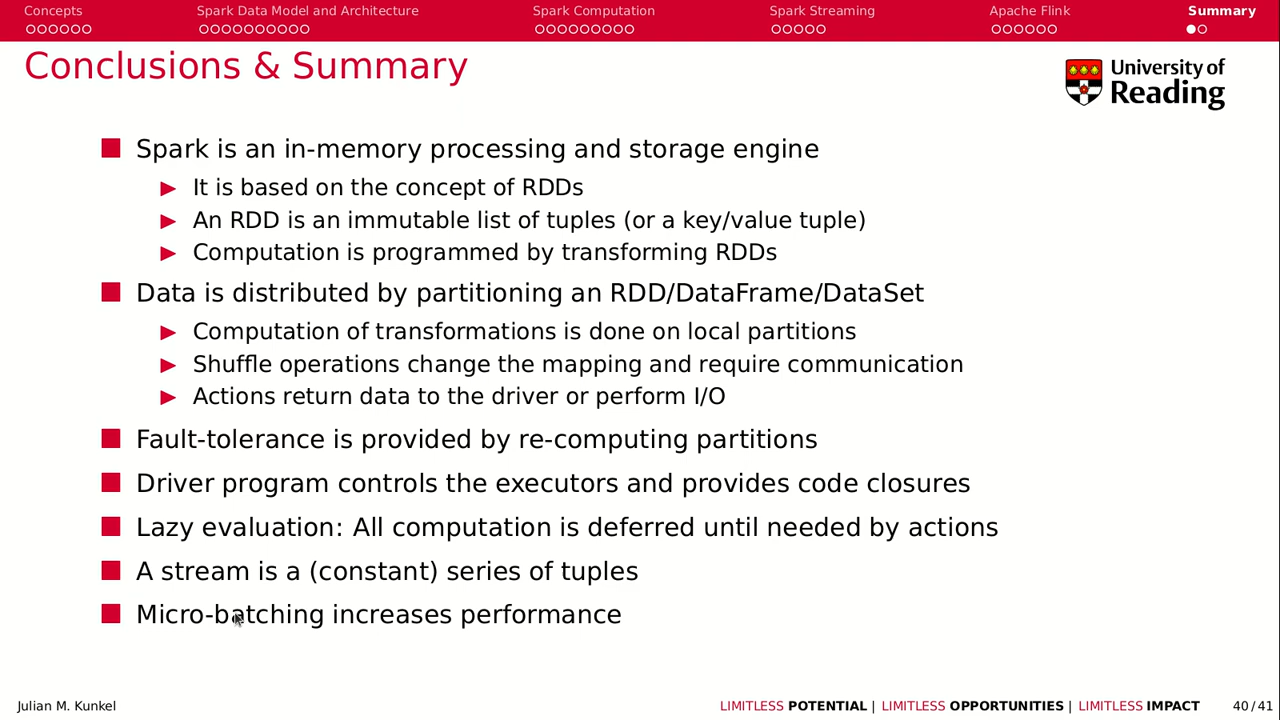 Concepts Spark Data Model and Architecture Spark Computation Spark Streaming Apache Flink Summary
Conclusions & Summary
University of
Reading
Spark is an in-memory processing and storage engine
It is based on the concept of RDDs
An RDD is an immutable list of tuples (or a key/value tuple)
Computation is programmed by transforming RDDs
Data is distributed by partitioning an RDD/DataFrame/DataSet
Computation of transformations is done on local partitions
Shuffle operations change the mapping and require communication
Actions return data to the driver or perform I/O
Fault-tolerance is provided by re-computing partitions
Driver program controls the executors and provides code closures
Lazy evaluation: All computation is deferred until needed by actions
A stream is a (constant) series of tuples
Micro-batching increases performance
Julian M. Kunkel LIMITLESS POTENTIAL | LIMITLESS OPPORTUNITIES | LIMITLESS IMPACT 40/41